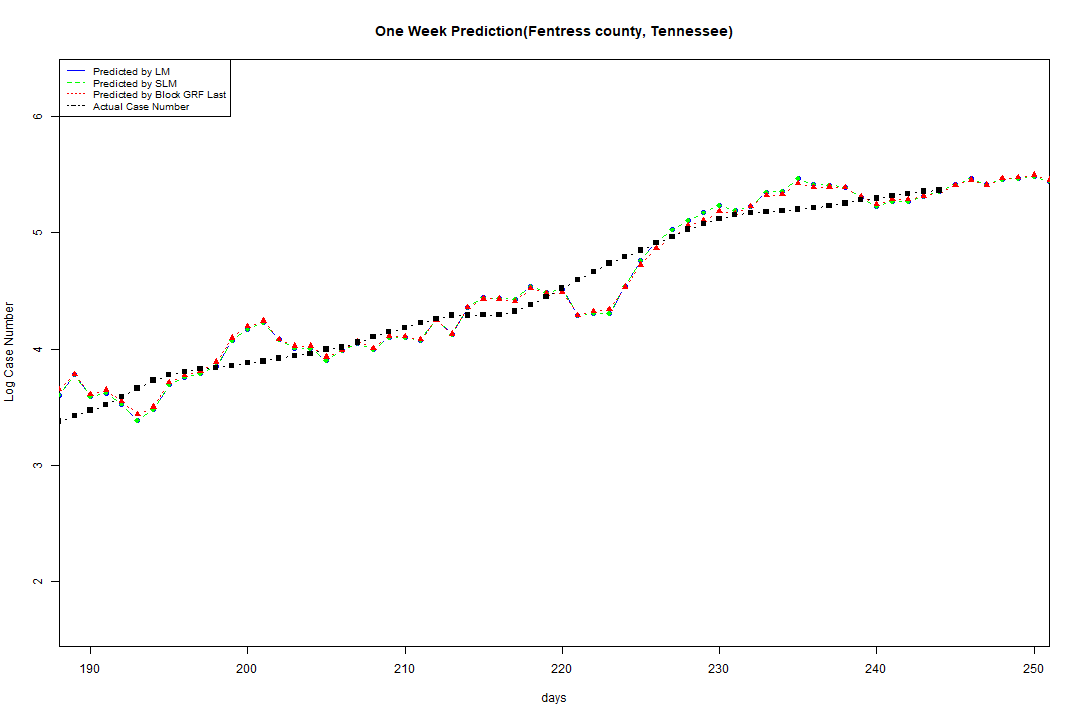 One Week Prediction(Fentress county, Tennessee)
Predicted by LM
Predicted by SLM
Predicted by Block GRF Last
Actual Case Number
6
5
4
3
2
Log Case Number
190 200 210 220 230 240 250
days